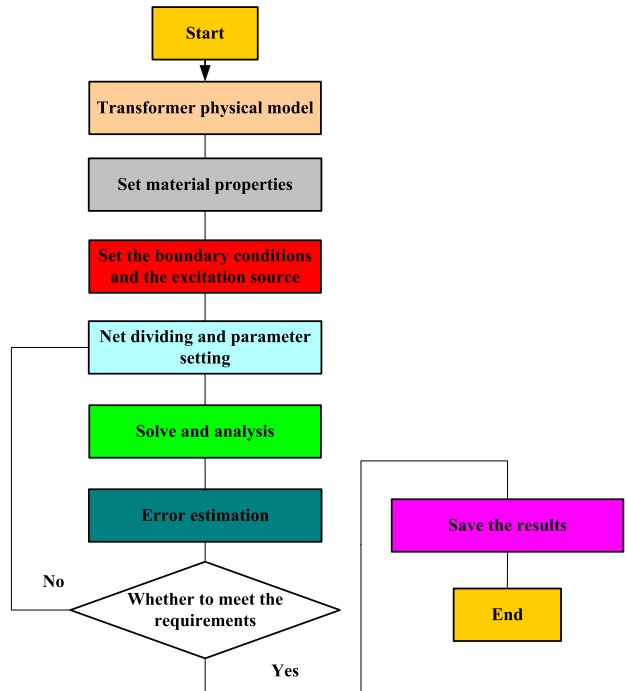 Start
Transformer physical model
Set material properties
Set the boundary conditions
and the excitation source
Net dividing and parameter
setting
Solve and analysis
Error estimation
Save the results
No
Whether to meet the
requirements
End
Yes